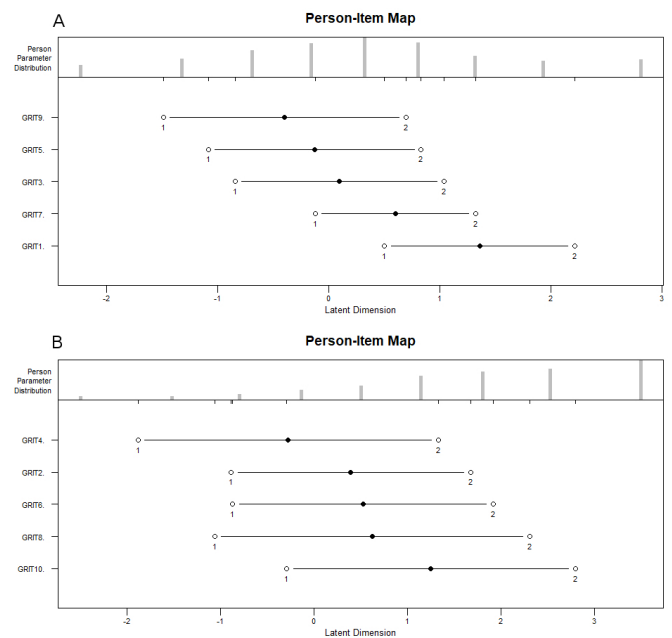 A
Person-Item Map
Person
Parameter
Distribution
GRIT9.
1
2
GRIT5.
1
2
GRIT3.
1
2
GRIT7.
1
2
GRIT1.
1
2
-2 -1 0 1 2 3
Latent Dimension
B
Person-Item Map
Person
Parameter
Distribution
GRIT4.
1
2
GRIT2.
1
2
GRIT6.
1
2
GRIT8.
1
2
GRIT10.
1
2
-2 -1 0 1 2 3
Latent Dimension